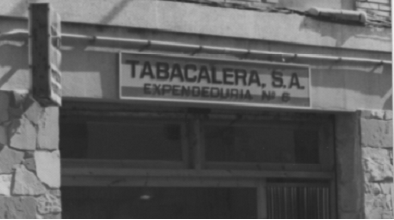 TABACALERA, S.A.
EXPENDEDURIA Nº 6